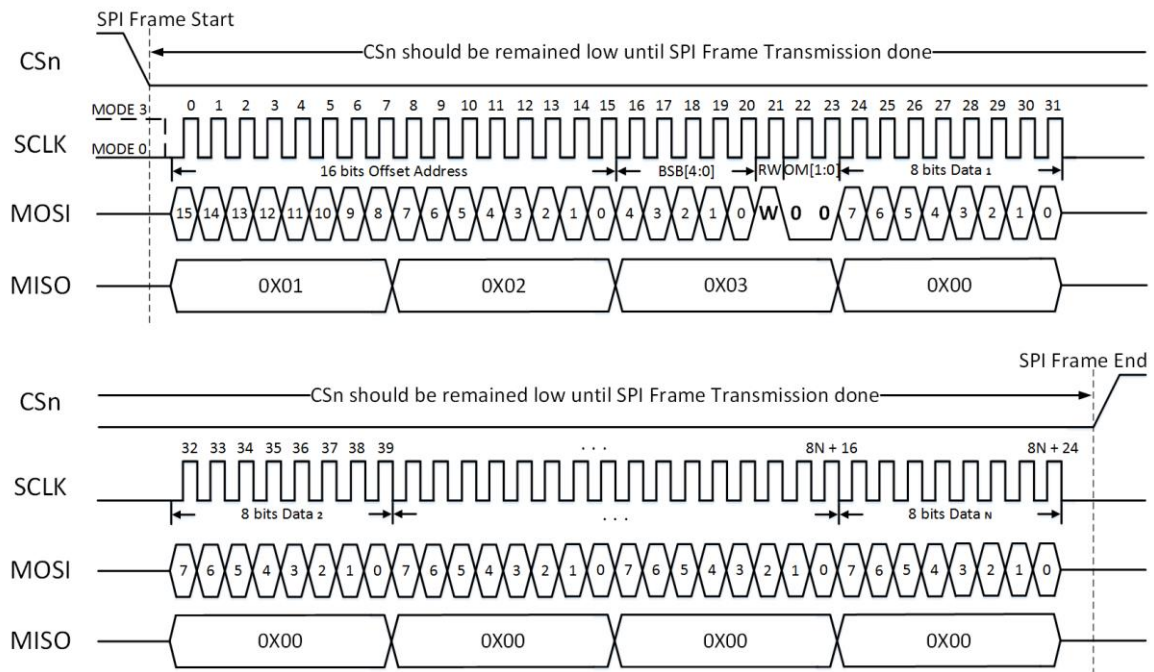 SPI Frame Start
CSn
CSn should be remained low until SPI Frame Transmission done
MODE 3
0 1 2 3 4 5 6 7 8 9 10 11 12 13 14 15 16 17 18 19 20 21 22 23 24 25 26 27 28 29 30 31
SCLK
MODE 0
16 bits Offset Address BSB[4:0] RW OM[1:0] 8 bits Data 1
MOSI 15 14 13 12 11 10 9 8 7 6 5 4 3 2 1 0 4 3 2 1 0 W 0 0 7 6 5 4 3 2 1 0
MISO 0X01 0X02 0X03 0X00
SPI Frame End
CSn
CSn should be remained low until SPI Frame Transmission done
32 33 34 35 36 37 38 39 . . . 8N + 16 8N + 24
SCLK
8 bits Data 2 . . . 8 bits Data N
MOSI 7 6 5 4 3 2 1 0 7 6 5 4 3 2 1 0 7 6 5 4 3 2 1 0 7 6 5 4 3 2 1 0
MISO 0X00 0X00 0X00 0X00